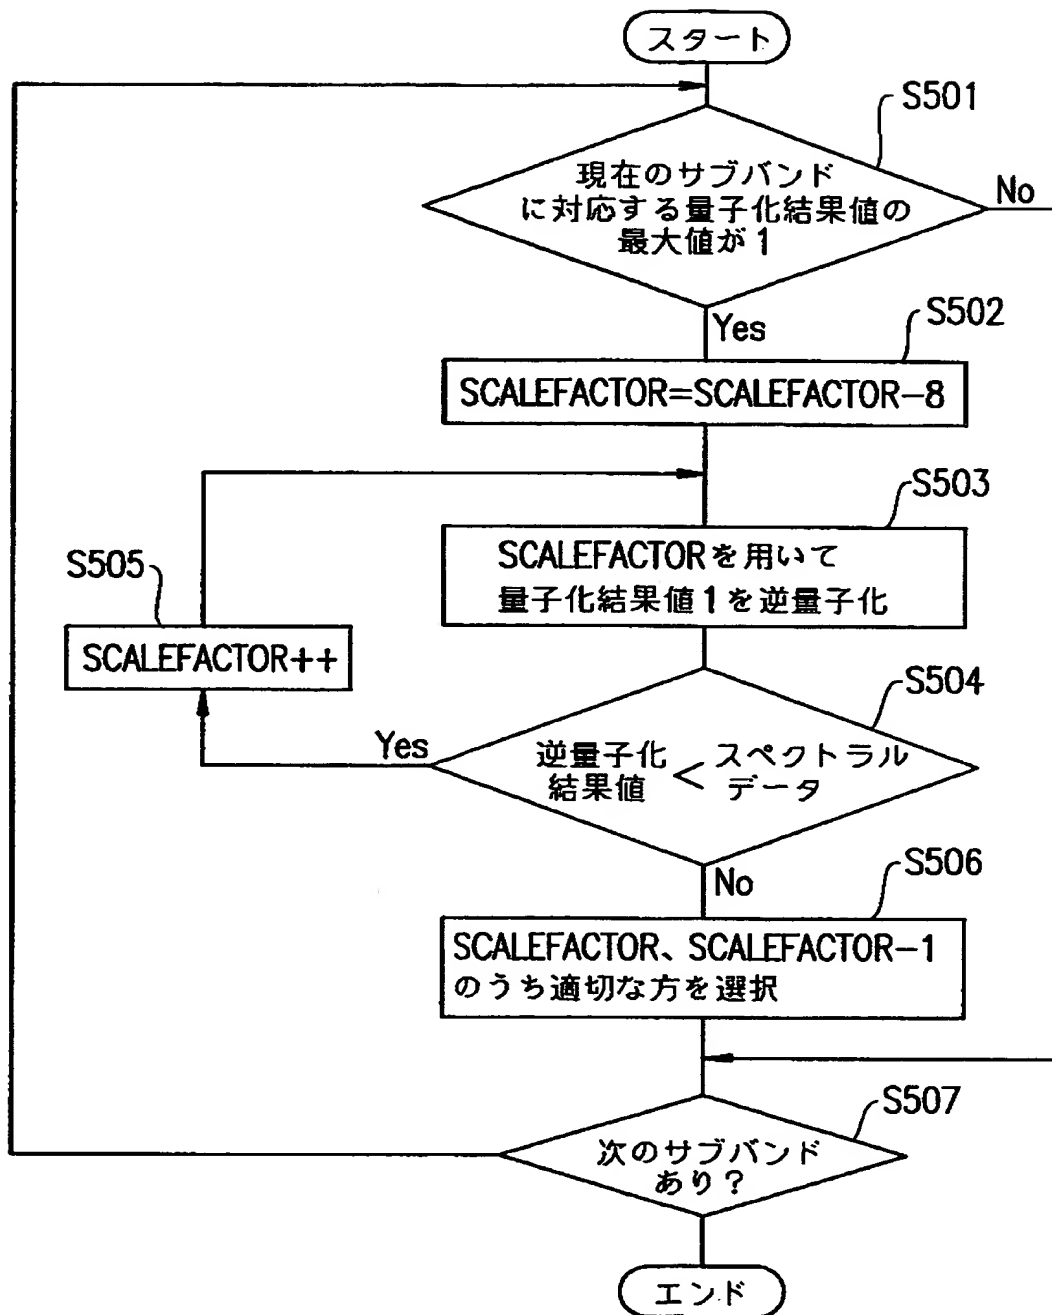 スタート
S501
現在のサブバンド
に対応する量子化結果値の
最大値が1
No
Yes
S502
SCALEFACTOR=SCALEFACTOR-8
S503
SCALEFACTORを用いて
量子化結果値1を逆量子化
S505
SCALEFACTOR++
S504
Yes
逆量子化
結果値
<
スペクトラル
データ
No
S506
SCALEFACTOR、SCALEFACTOR-1
のうち適切な方を選択
S507
次のサブバンド
あり?
エンド